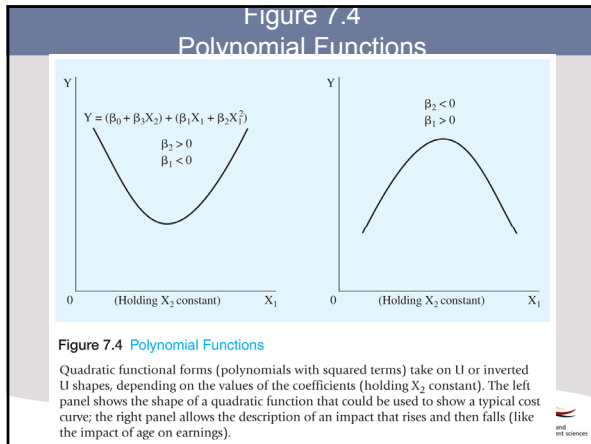 Figure 7.4
Polynomial Functions
Y
Y = (β₀ + β₃X₂) + (β₁X₁ + β₂X₁²)
β₂ > 0
β₁ < 0
0
(Holding X₂ constant)
X₁
Y
β₂ < 0
β₁ > 0
0
(Holding X₂ constant)
X₁
Figure 7.4 Polynomial Functions
Quadratic functional forms (polynomials with squared terms) take on U or inverted
U shapes, depending on the values of the coefficients (holding X₂ constant). The left
panel shows the shape of a quadratic function that could be used to show a typical cost
curve; the right panel allows the description of an impact that rises and then falls (like
the impact of age on earnings).
and
ent sciences